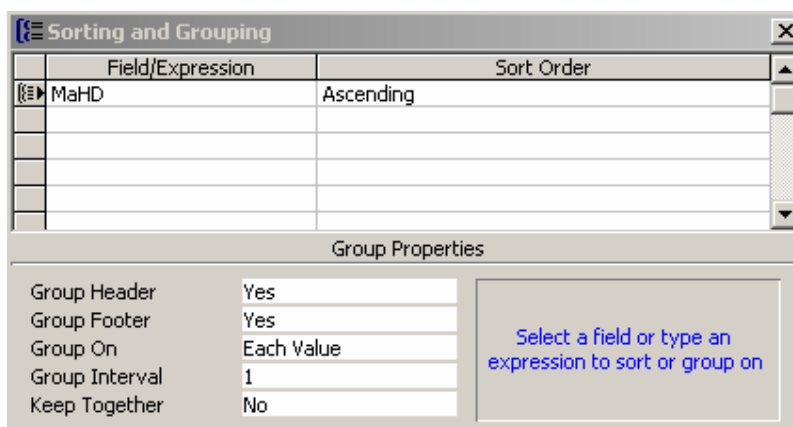 Sorting and Grouping
Field/Expression Sort Order
MaHD Ascending
Group Properties
Group Header Yes
Group Footer Yes
Group On Each Value
Group Interval 1
Keep Together No
Select a field or type an
expression to sort or group on